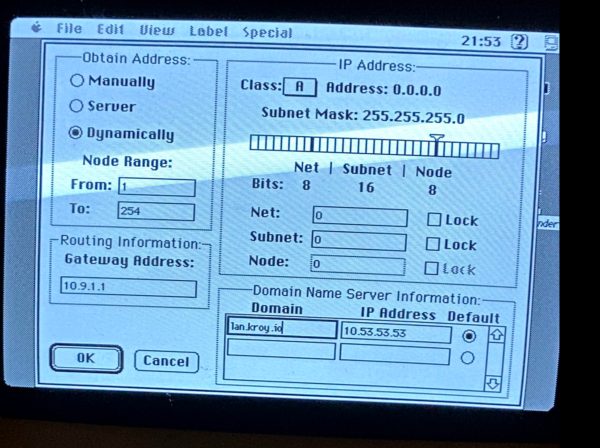 File Edit View Label Special 21:53
Obtain Address:
Manually
Server
Dynamically
Node Range:
From: 1
To: 254
Routing Information:
Gateway Address:
10.9.1.1
OK Cancel
IP Address:
Class: A Address: 0.0.0.0
Subnet Mask: 255.255.255.0
Net | Subnet | Node
Bits: 8 16 8
Net: 0 Lock
Subnet: 0 Lock
Node: 0 Lock
Domain Name Server Information:
Domain IP Address Default
lan.kroy.io 10.53.53.53
nder